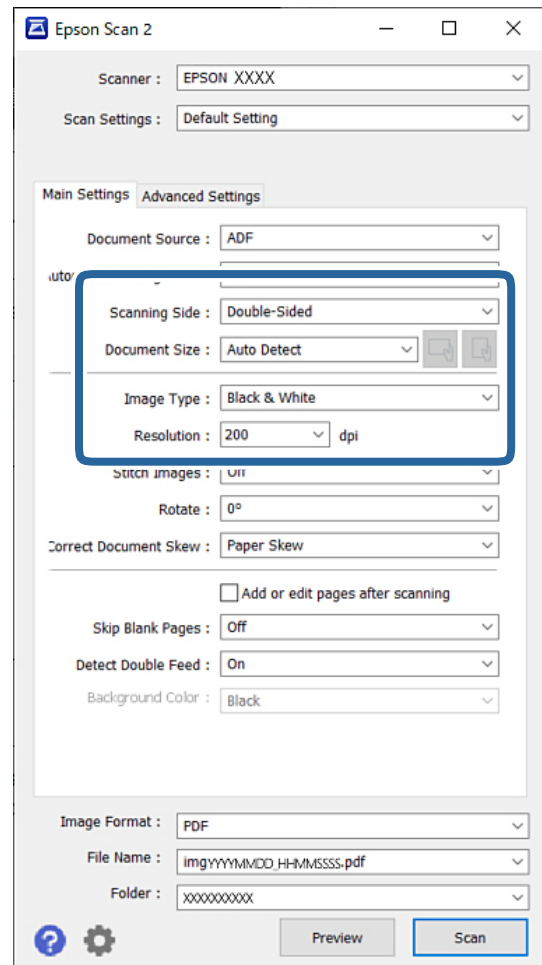 Epson Scan 2
Scanner : EPSON XXXX
Scan Settings : Default Setting
Main Settings Advanced Settings
Document Source : ADF
Scanning Side : Double-Sided
Document Size : Auto Detect
Image Type : Black & White
Resolution : 200 dpi
Stitch Images : Off
Rotate : 0°
Correct Document Skew : Paper Skew
Add or edit pages after scanning
Skip Blank Pages : Off
Detect Double Feed : On
Background Color : Black
Image Format : PDF
File Name : imgYYYYMMDD_HHMMSSSS.pdf
Folder : XXXXXXXXXX
? Preview Scan